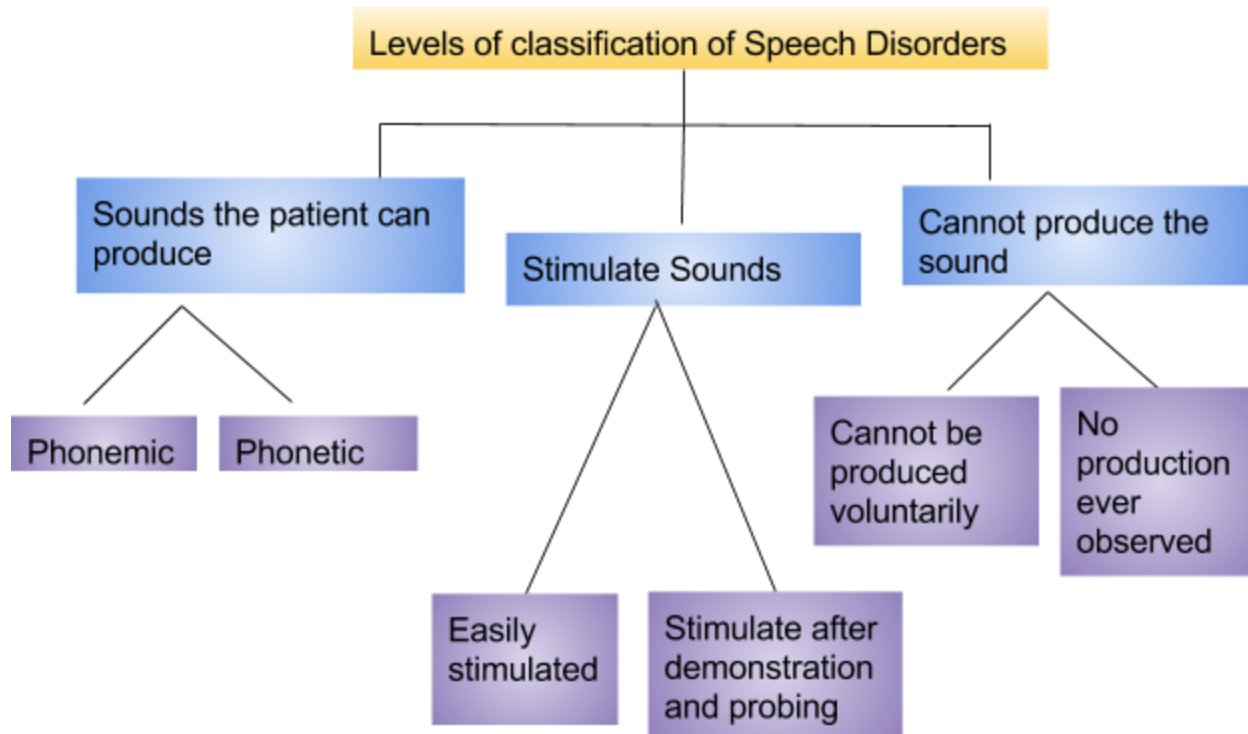 Levels of classification of Speech Disorders
Sounds the patient can
produce
Stimulate Sounds
Cannot produce the
sound
Phonemic
Phonetic
Cannot be
produced
voluntarily
No
production
ever
observed
Easily
stimulated
Stimulate after
demonstration
and probing